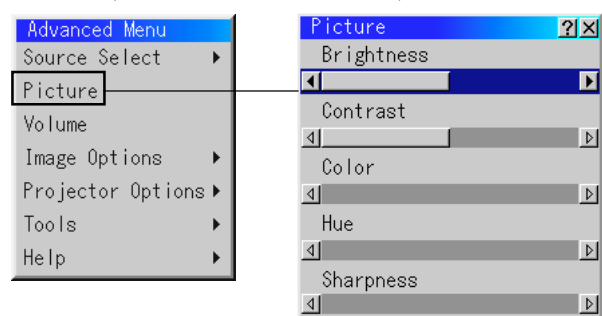 Advanced Menu
Source Select
Picture
Volume
Image Options
Projector Options
Tools
Help
Picture
Brightness
Contrast
Color
Hue
Sharpness